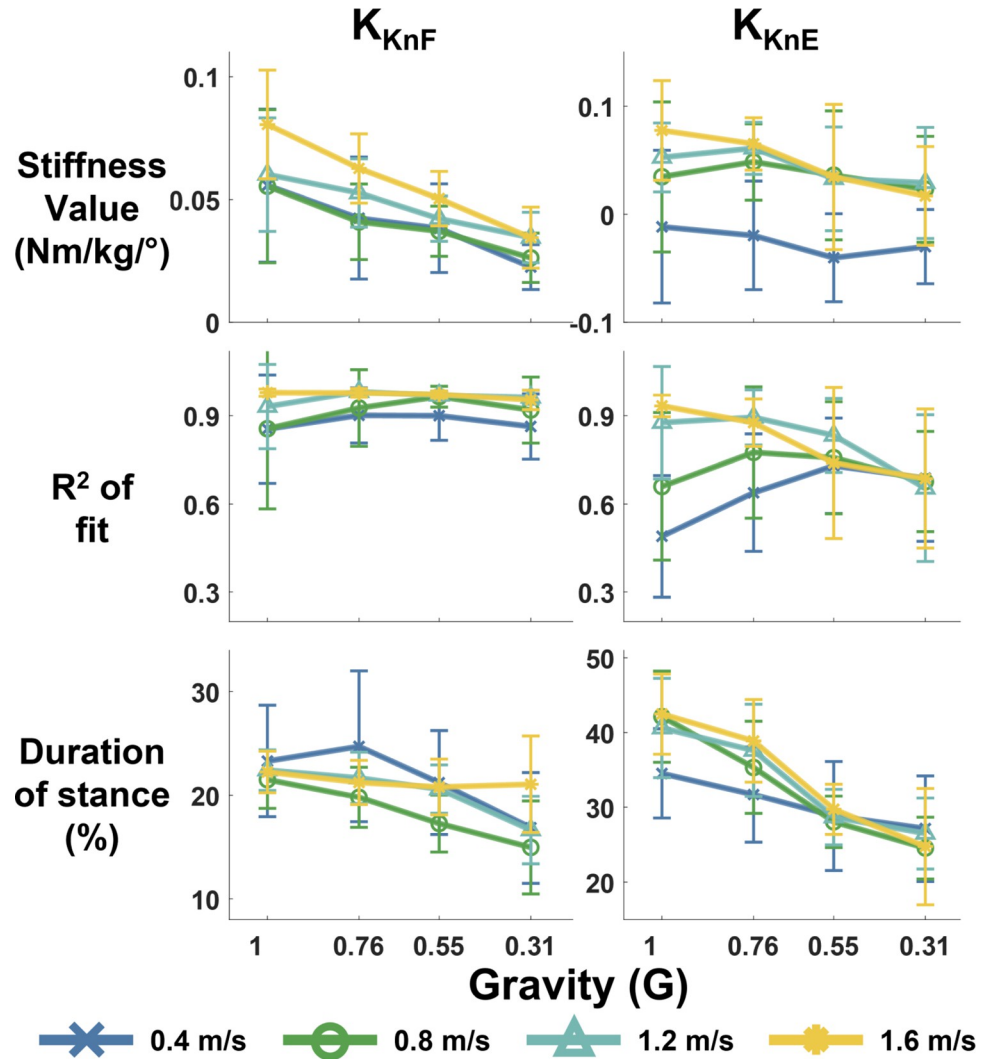 K_KnF K_KnE
Stiffness
Value
(Nm/kg/°)
0.1
0.05
0
0.1
0
-0.1
R² of
fit
0.9
0.6
0.3
0.9
0.6
0.3
Duration
of stance
(%)
30
20
10
50
40
30
20
1 0.76 0.55 0.31 1 0.76 0.55 0.31
Gravity (G)
0.4 m/s 0.8 m/s 1.2 m/s 1.6 m/s